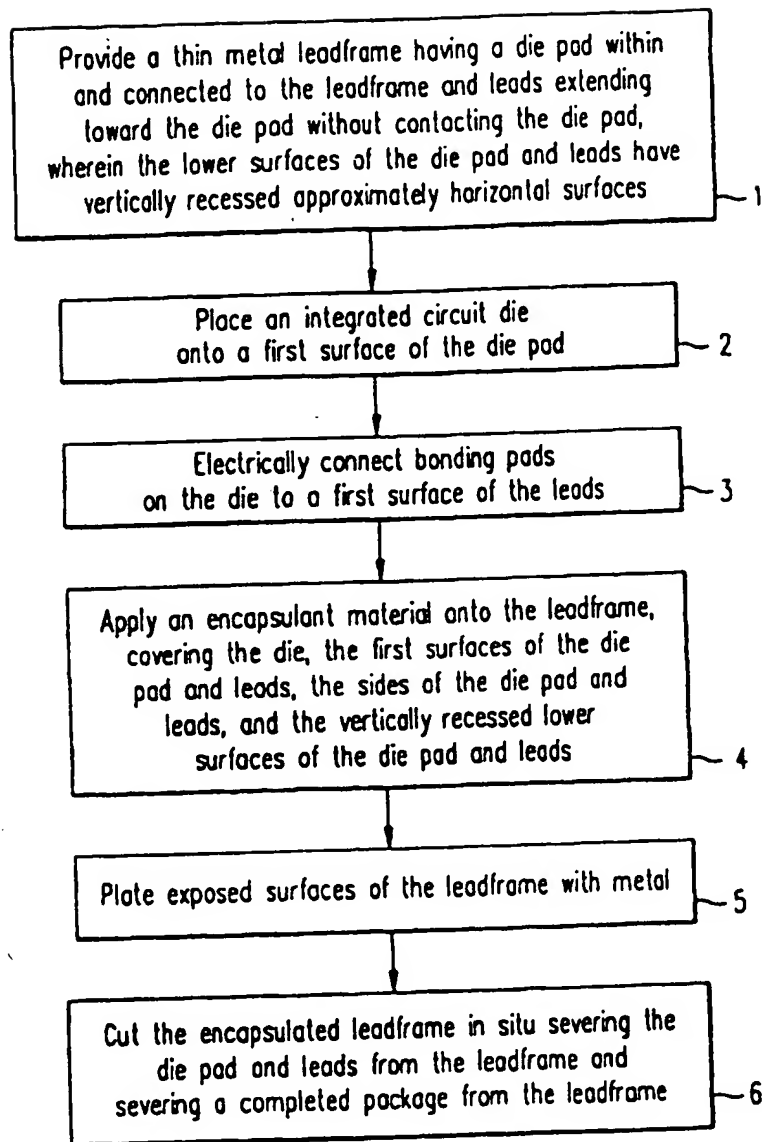 Provide a thin metal leadframe having a die pad within
and connected to the leadframe and leads extending
toward the die pad without contacting the die pad,
wherein the lower surfaces of the die pad and leads have
vertically recessed approximately horizontal surfaces
1
Place an integrated circuit die
onto a first surface of the die pad
2
Electrically connect bonding pads
on the die to a first surface of the leads
3
Apply an encapsulant material onto the leadframe,
covering the die, the first surfaces of the die
pad and leads, the sides of the die pad and
leads, and the vertically recessed lower
surfaces of the die pad and leads
4
Plate exposed surfaces of the leadframe with metal
5
Cut the encapsulated leadframe in situ severing the
die pad and leads from the leadframe and
severing a completed package from the leadframe
6